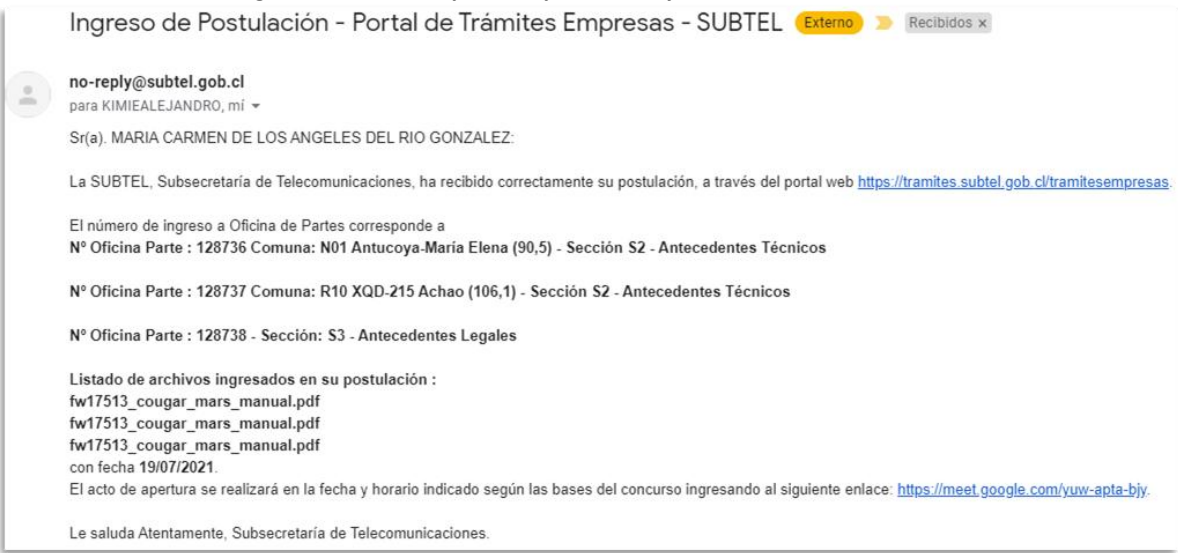 Ingreso de Postulación - Portal de Trámites Empresas - SUBTEL Externo Recibidos x
no-reply@subtel.gob.cl
para KIMIEALEJANDRO, mí
Sr(a). MARIA CARMEN DE LOS ANGELES DEL RIO GONZALEZ:
La SUBTEL, Subsecretaría de Telecomunicaciones, ha recibido correctamente su postulación, a través del portal web https://tramites.subtel.gob.cl/tramitesempresas.
El número de ingreso a Oficina de Partes corresponde a
Nº Oficina Parte : 128736 Comuna: N01 Antucoya-María Elena (90,5) - Sección S2 - Antecedentes Técnicos
Nº Oficina Parte : 128737 Comuna: R10 XQD-215 Achao (106,1) - Sección S2 - Antecedentes Técnicos
Nº Oficina Parte : 128738 - Sección: S3 - Antecedentes Legales
Listado de archivos ingresados en su postulación :
fw17513_cougar_mars_manual.pdf
fw17513_cougar_mars_manual.pdf
fw17513_cougar_mars_manual.pdf
con fecha 19/07/2021.
El acto de apertura se realizará en la fecha y horario indicado según las bases del concurso ingresando al siguiente enlace: https://meet.google.com/yuw-apta-bjy.
Le saluda Atentamente, Subsecretaría de Telecomunicaciones.